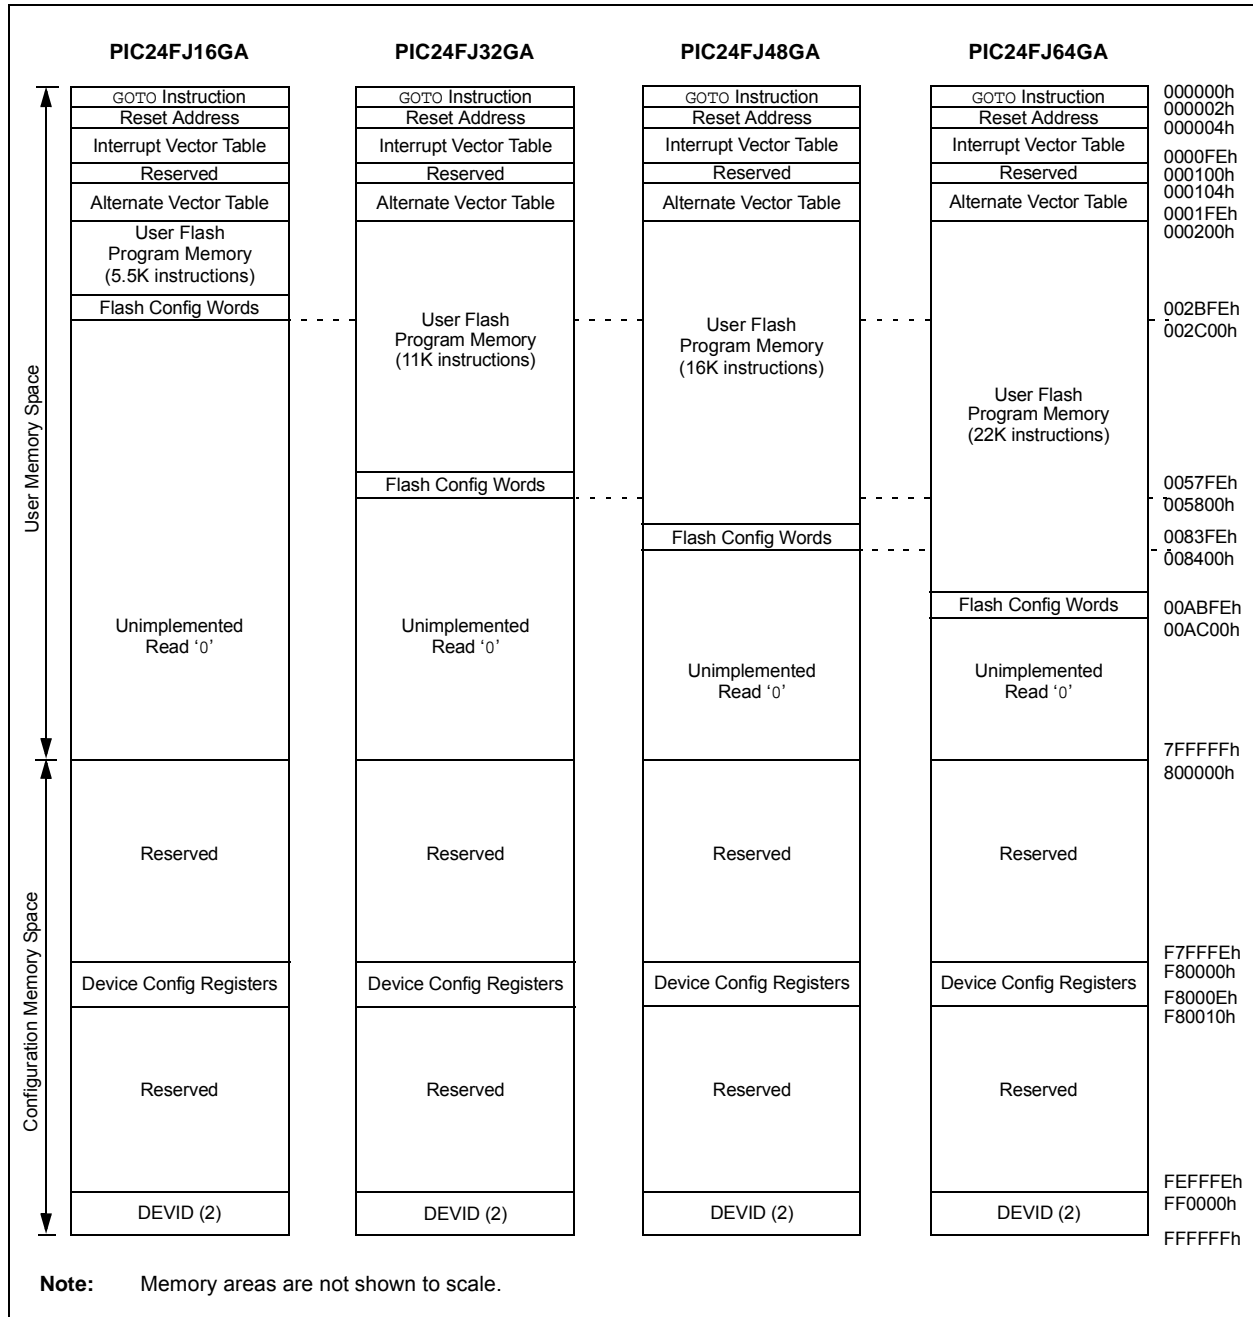 PIC24FJ16GA
PIC24FJ32GA
PIC24FJ48GA
PIC24FJ64GA
User Memory Space
Configuration Memory Space
GOTO Instruction
Reset Address
Interrupt Vector Table
Reserved
Alternate Vector Table
User Flash
Program Memory
(5.5K instructions)
Flash Config Words
Unimplemented
Read ‘0’
Reserved
Device Config Registers
Reserved
DEVID (2)
GOTO Instruction
Reset Address
Interrupt Vector Table
Reserved
Alternate Vector Table
User Flash
Program Memory
(11K instructions)
Flash Config Words
Unimplemented
Read ‘0’
Reserved
Device Config Registers
Reserved
DEVID (2)
GOTO Instruction
Reset Address
Interrupt Vector Table
Reserved
Alternate Vector Table
User Flash
Program Memory
(16K instructions)
Flash Config Words
Unimplemented
Read ‘0’
Reserved
Device Config Registers
Reserved
DEVID (2)
GOTO Instruction
Reset Address
Interrupt Vector Table
Reserved
Alternate Vector Table
User Flash
Program Memory
(22K instructions)
Flash Config Words
Unimplemented
Read ‘0’
Reserved
Device Config Registers
Reserved
DEVID (2)
000000h
000002h
000004h
0000FEh
000100h
000104h
0001FEh
000200h
002BFEh
002C00h
0057FEh
005800h
0083FEh
008400h
00ABFEh
00AC00h
7FFFFFh
800000h
F7FFFEh
F80000h
F8000Eh
F80010h
FEFFFEh
FF0000h
FFFFFFh
Note: Memory areas are not shown to scale.